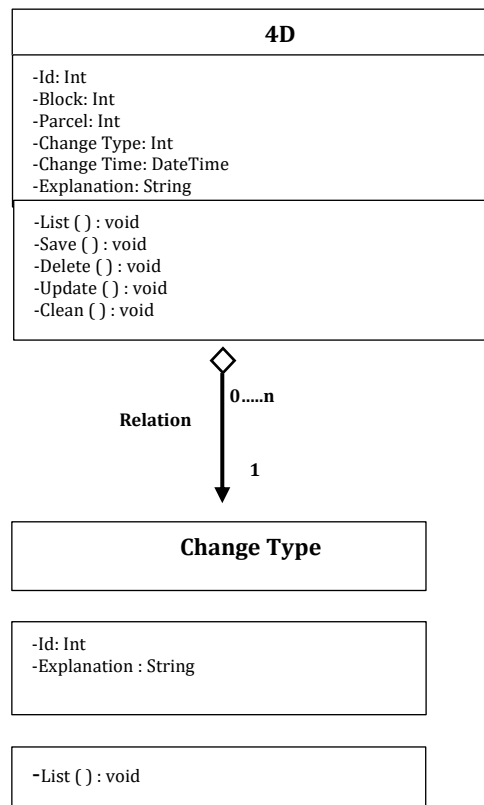 4D
-Id: Int
-Block: Int
-Parcel: Int
-Change Type: Int
-Change Time: DateTime
-Explanation: String
-List ( ) : void
-Save ( ) : void
-Delete ( ) : void
-Update ( ) : void
-Clean ( ) : void
0.....n
Relation
1
Change Type
-Id: Int
-Explanation : String
-List ( ) : void